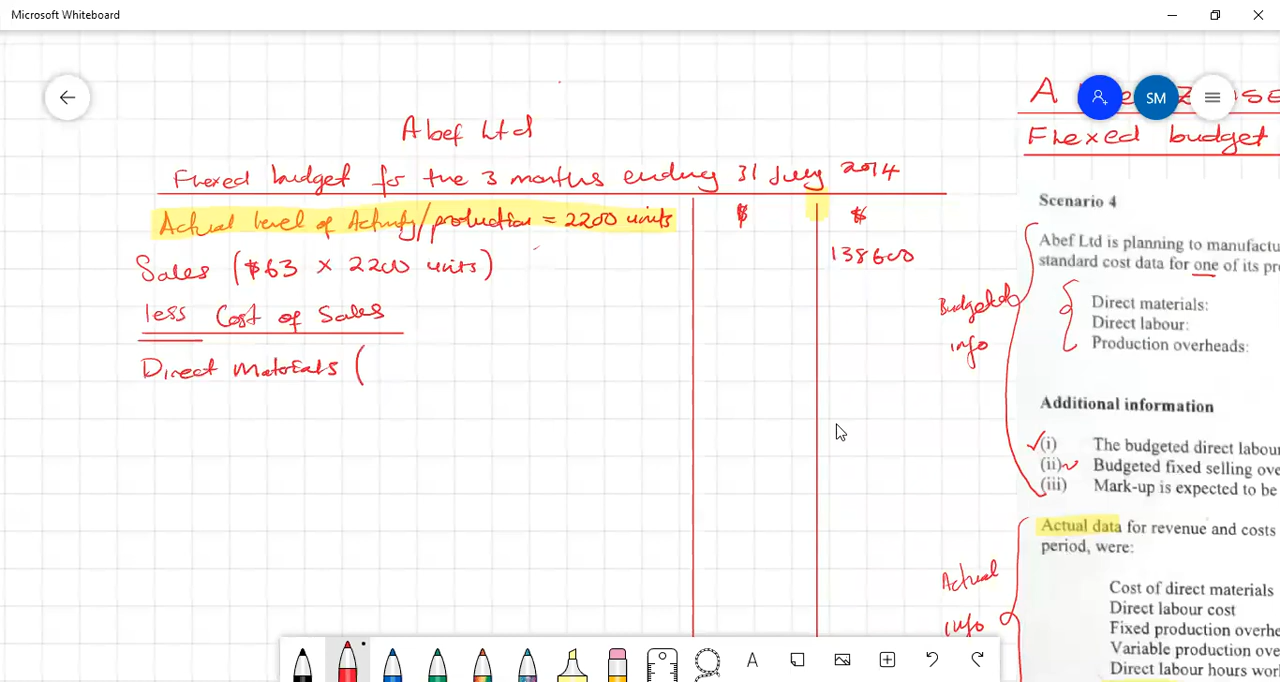 Microsoft Whiteboard
SM
Abef Ltd
Flexed budget for the 3 months ending 31 July 2014
Actual level of Activity/production = 2200 units $ $
Sales ($63 x 2200 units) 138600
less Cost of Sales
Direct Materials (
A
Flexed budget
Scenario 4
Abef Ltd is planning to manufactu
standard cost data for one of its pr
Budgeted
info
Direct materials:
Direct labour:
Production overheads:
Additional information
(i) The budgeted direct labour
(ii) Budgeted fixed selling ove
(iii) Mark-up is expected to be
Actual data for revenue and costs
period, were:
Actual
info
Cost of direct materials
Direct labour cost
Fixed production overhe
Variable production ove
Direct labour hours wor